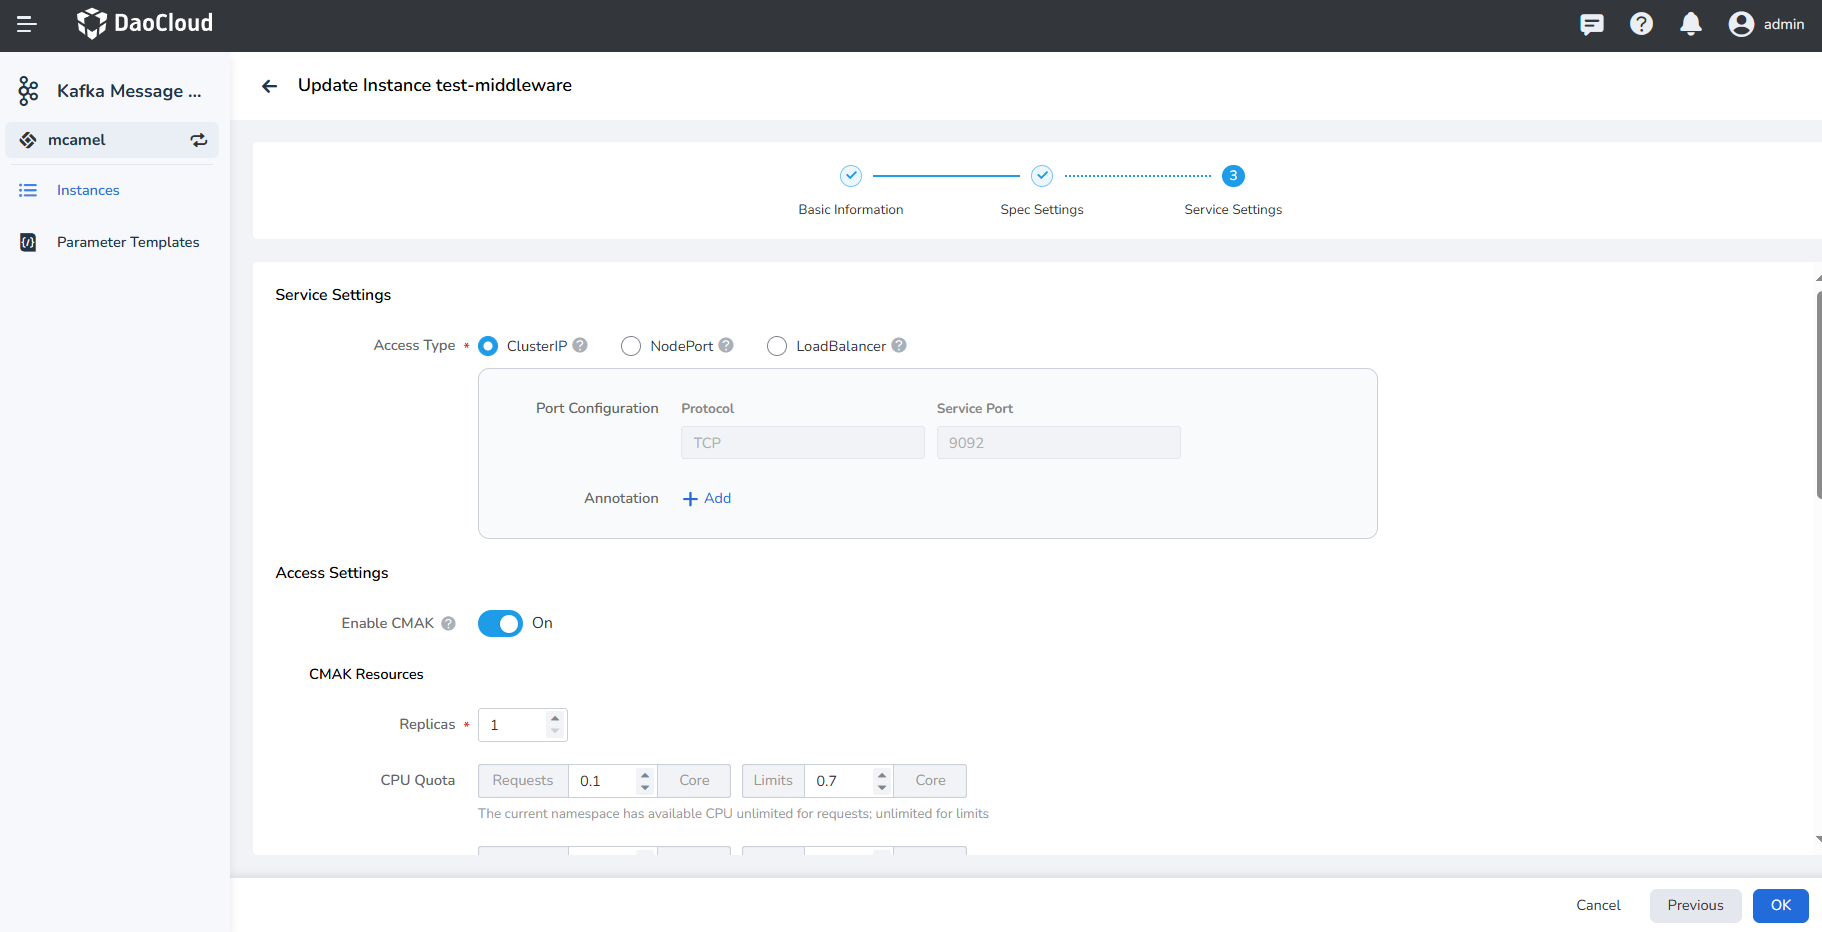 DaoCloud
admin
Kafka Message ...
mcamel
Instances
Parameter Templates
Update Instance test-middleware
3
Basic Information
Spec Settings
Service Settings
Service Settings
Access Type * ClusterIP ? NodePort ? LoadBalancer ?
Port Configuration Protocol Service Port
TCP 9092
Annotation + Add
Access Settings
Enable CMAK ? On
CMAK Resources
Replicas * 1
CPU Quota Requests 0.1 Core Limits 0.7 Core
The current namespace has available CPU unlimited for requests; unlimited for limits
Cancel Previous OK